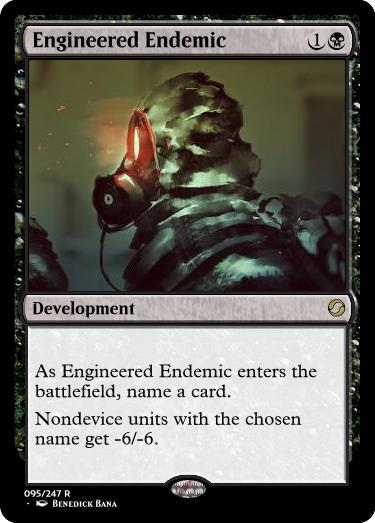 Engineered Endemic 1
Development
As Engineered Endemic enters the
battlefield, name a card.
Nondevice units with the chosen
name get -6/-6.
095/247 R
BENEDICK BANA